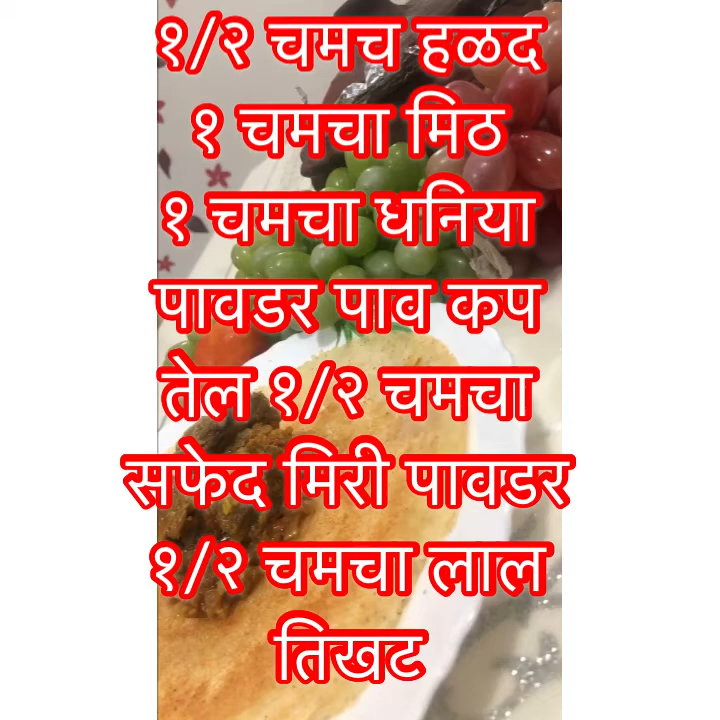 १/२ चमच हळद
१ चमचा मिठ
१ चमचा धनिया
पावडर पाव कप
तेल १/२ चमचा
सफेद मिरी पावडर
१/२ चमचा लाल
तिखट